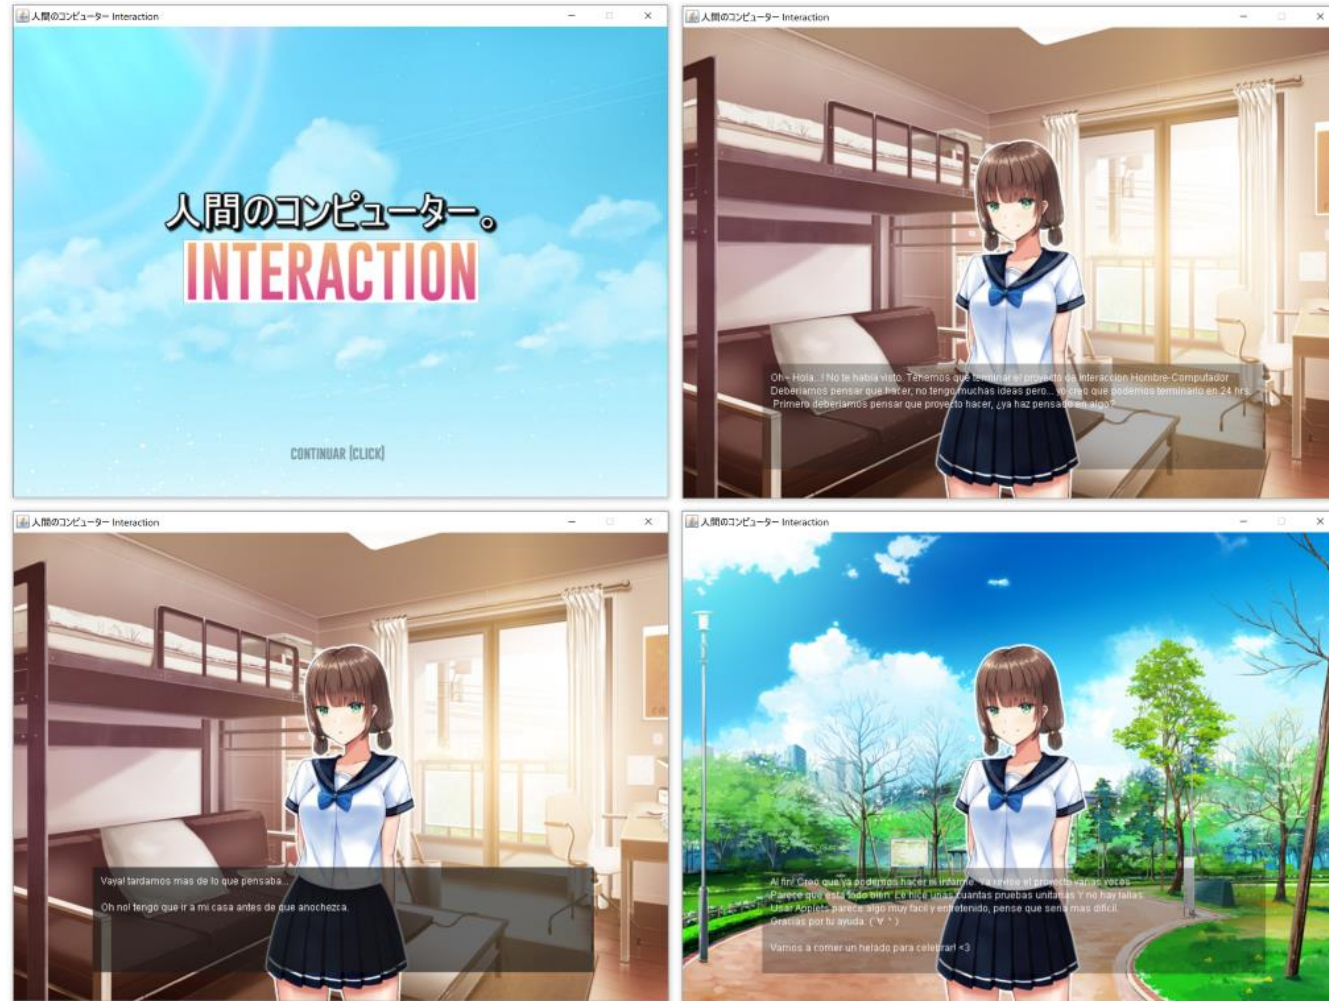 人間のコンピューター Interaction
人間のコンピューター。
INTERACTION
CONTINUAR [CLICK]
人間のコンピューター Interaction
Oh~ Hola...! No te habia visto. Tenemos que terminar el proyecto de interaccion Hombre-Computador
Deberiamos pensar que hacer, no tengo muchas ideas pero... yo creo que podemos terminarlo en 24 hrs.
Primero deberiamos pensar que proyecto hacer, ¿ya haz pensado en algo?
人間のコンピューター Interaction
Vaya! tardamos mas de lo que pensaba...
Oh no! tengo que ir a mi casa antes de que anochezca.
人間のコンピューター Interaction
Al fin! Creo que ya podemos hacer el informe. Ya revise el proyecto varias veces
Parece que esta todo bien. Le hice unas cuantas pruebas unitarias Y no hay fallas.
Usar Applets parece algo muy facil y entretenido, pense que seria mas dificil.
Gracias por tu ayuda. (
Vamos a comer un helado para celebrar! <3